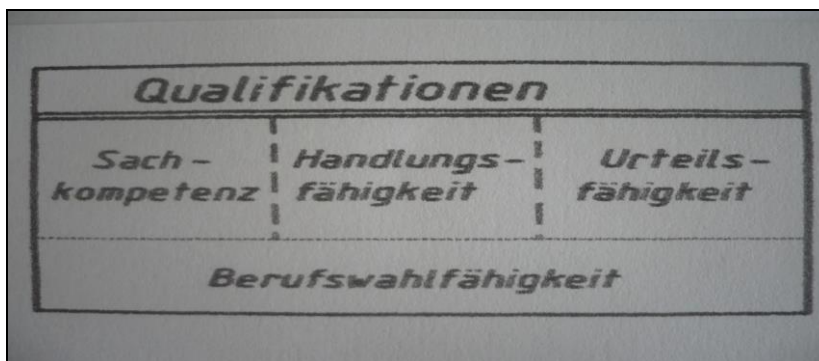 Qualifikationen
Sach-
kompetenz
Handlungs-
fähigkeit
Urteils-
fähigkeit
Berufswahlfähigkeit